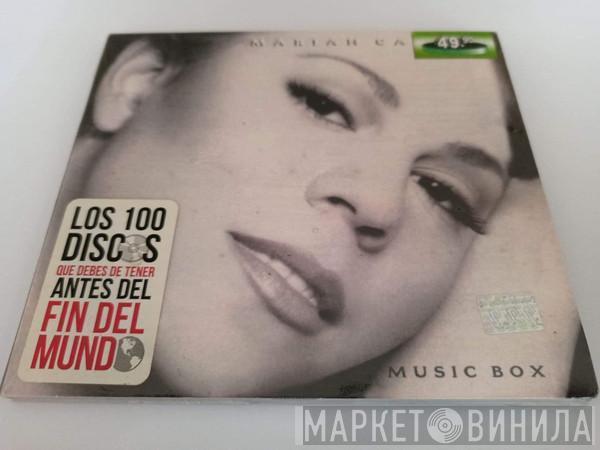 MARIAH CA
49.
LOS 100
DISCOS
QUE DEBES DE TENER
ANTES DEL
FIN DEL
MUNDO
MUSIC BOX
МАРКЕТ ВИНИЛА